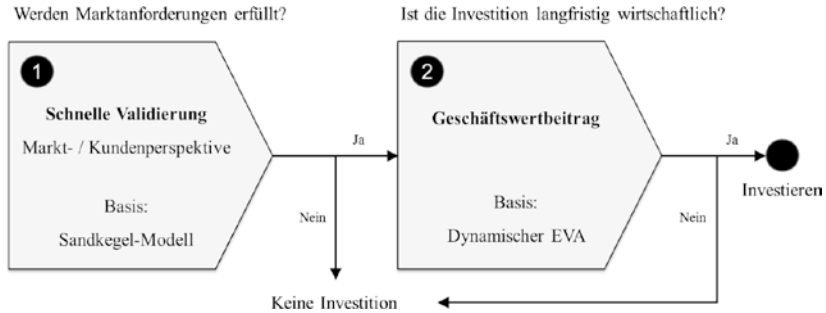 Werden Marktanforderungen erfüllt?
Ist die Investition langfristig wirtschaftlich?
1
Schnelle Validierung
Markt- / Kundenperspektive
Basis:
Sandkegel-Modell
Ja
Nein
2
Geschäftswertbeitrag
Basis:
Dynamischer EVA
Ja
Nein
Investieren
Keine Investition